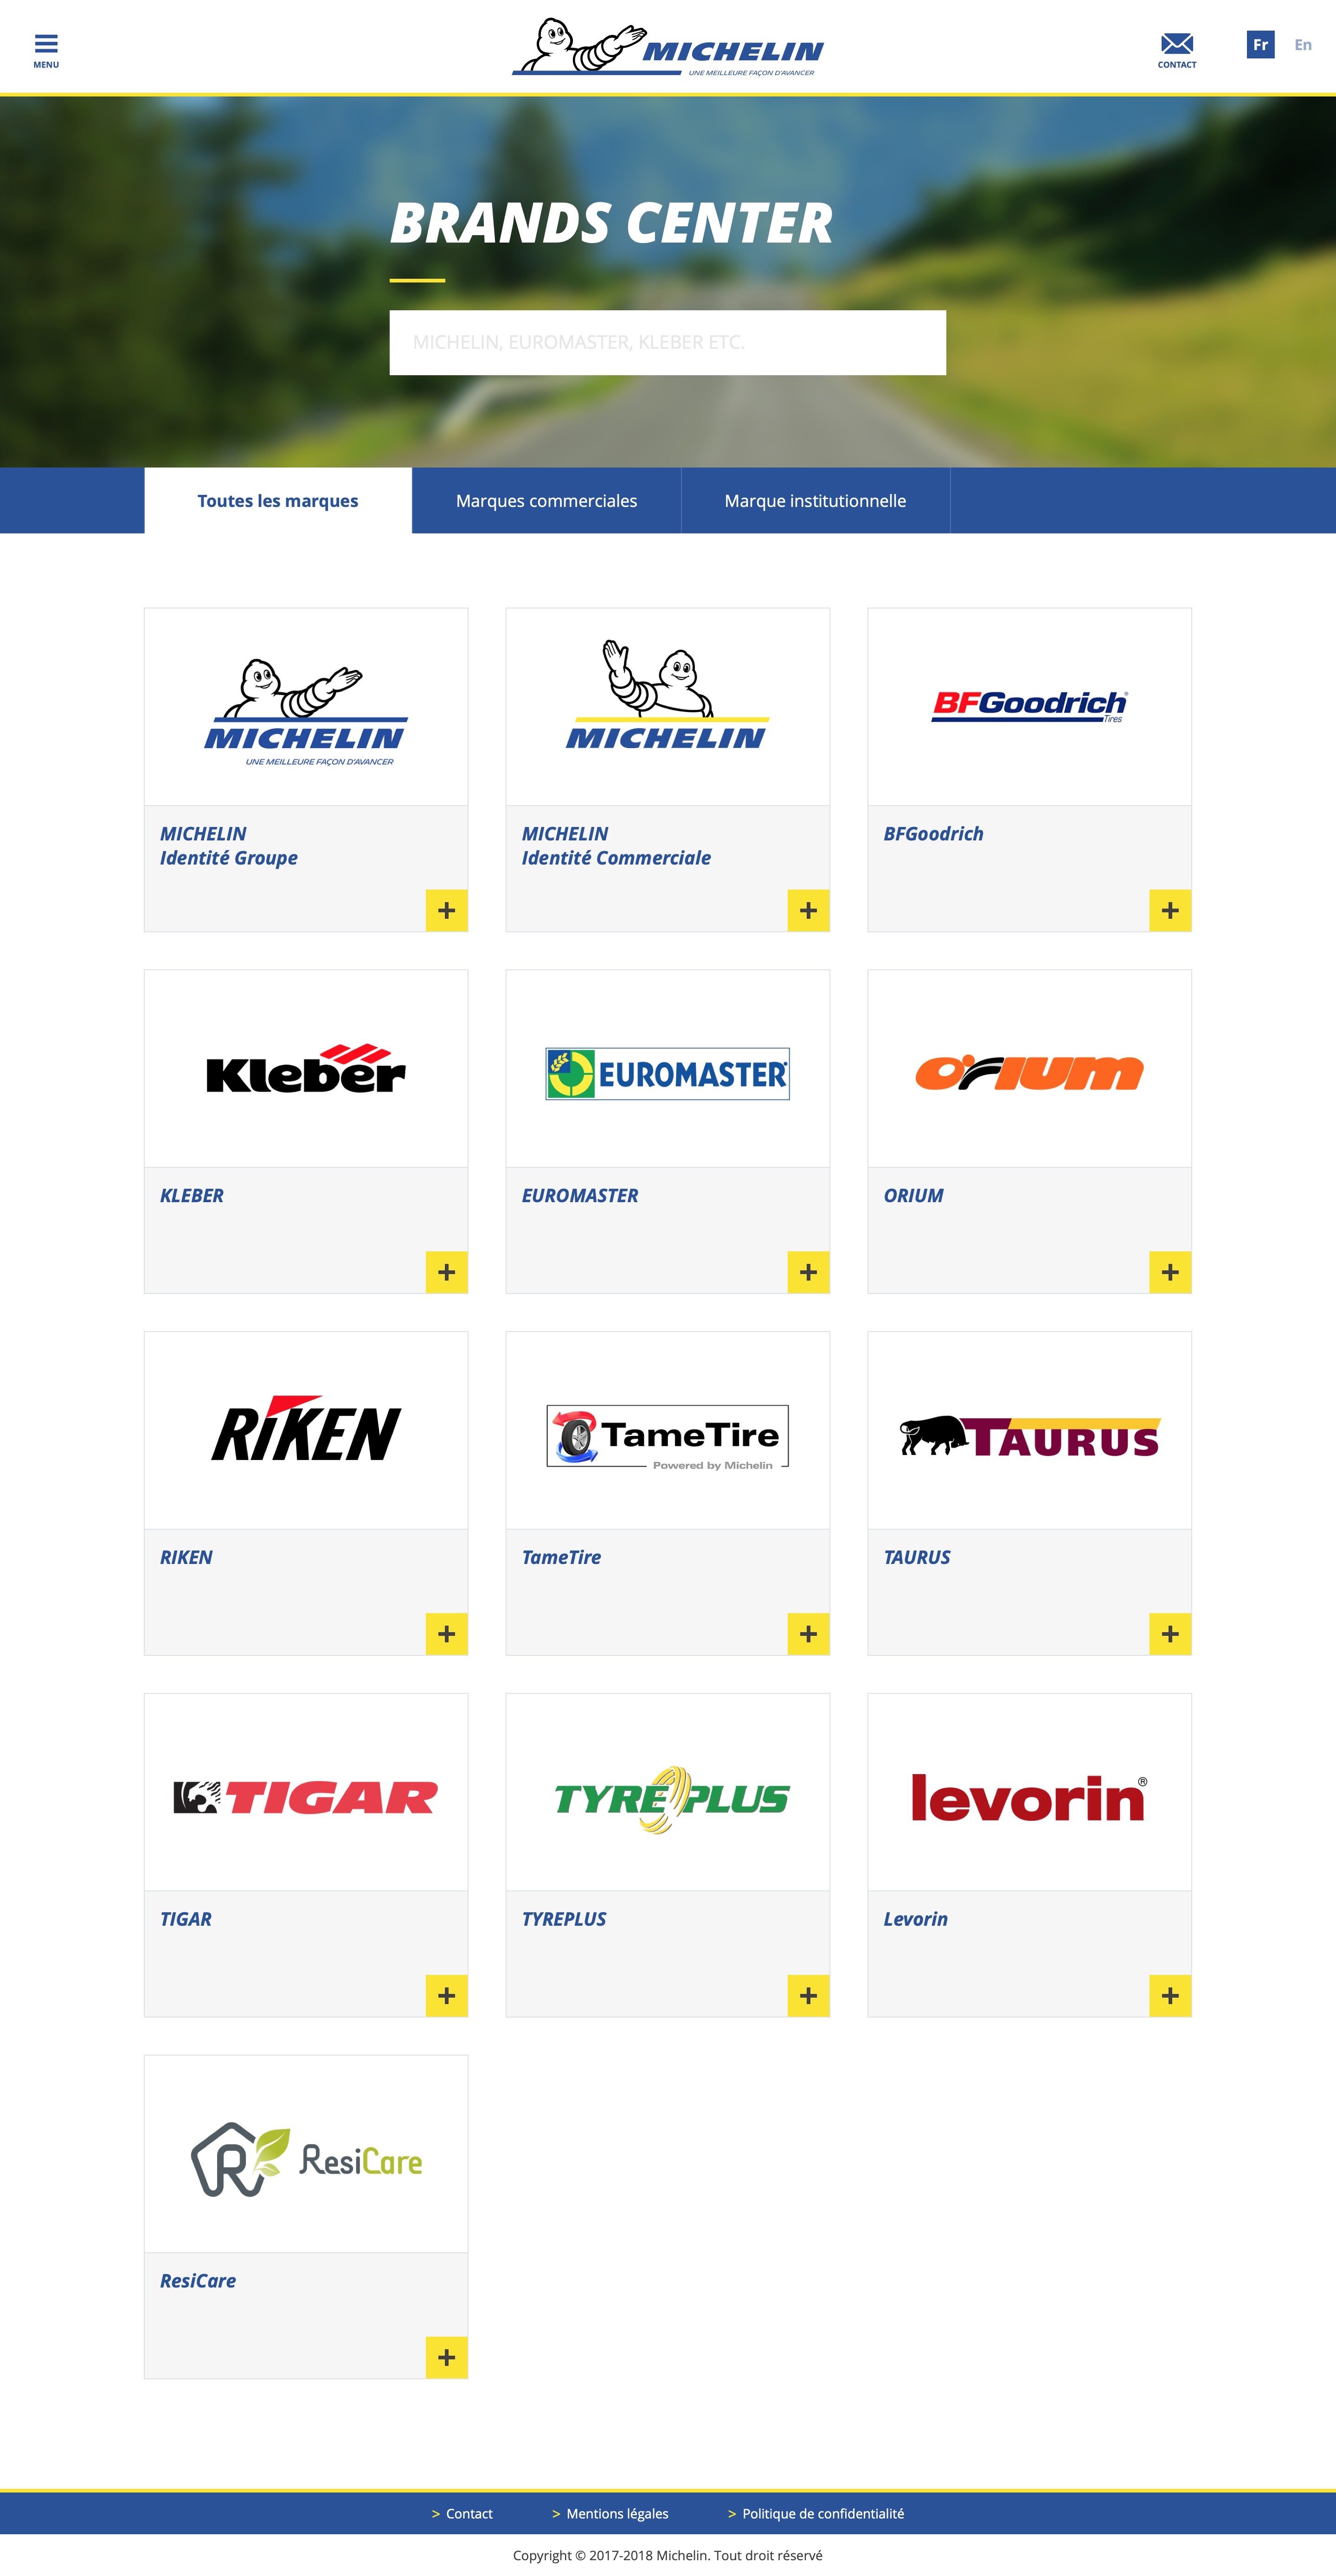 MENU
MICHELIN
UNE MEILLEURE FAÇON D'AVANCER
CONTACT
Fr
En
BRANDS CENTER
MICHELIN, EUROMASTER, KLEBER ETC.
Toutes les marques
Marques commerciales
Marque institutionnelle
MICHELIN
UNE MEILLEURE FAÇON D'AVANCER
MICHELIN
Identité Groupe
+
MICHELIN
MICHELIN
Identité Commerciale
+
BFGoodrich®
Tires
BFGoodrich
+
Kleber
KLEBER
+
EUROMASTER
EUROMASTER
+
Orium
ORIUM
+
RIKEN
RIKEN
+
TameTire
Powered by Michelin
TameTire
+
TAURUS
TAURUS
+
TIGAR
TIGAR
+
TYREPLUS
TYREPLUS
+
levorin®
Levorin
+
R ResiCare
ResiCare
+
> Contact
> Mentions légales
> Politique de confidentialité
Copyright © 2017-2018 Michelin. Tout droit réservé